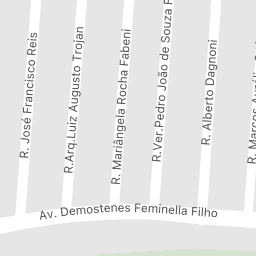 R. José Francisco Reis
R.Arq.Luiz Augusto Trojan
R. Mariângela Rocha Fabeni
R.Ver.Pedro João de Souza
R. Alberto Dagnoni
R. Marcos
Av. Demostenes Feminella Filho